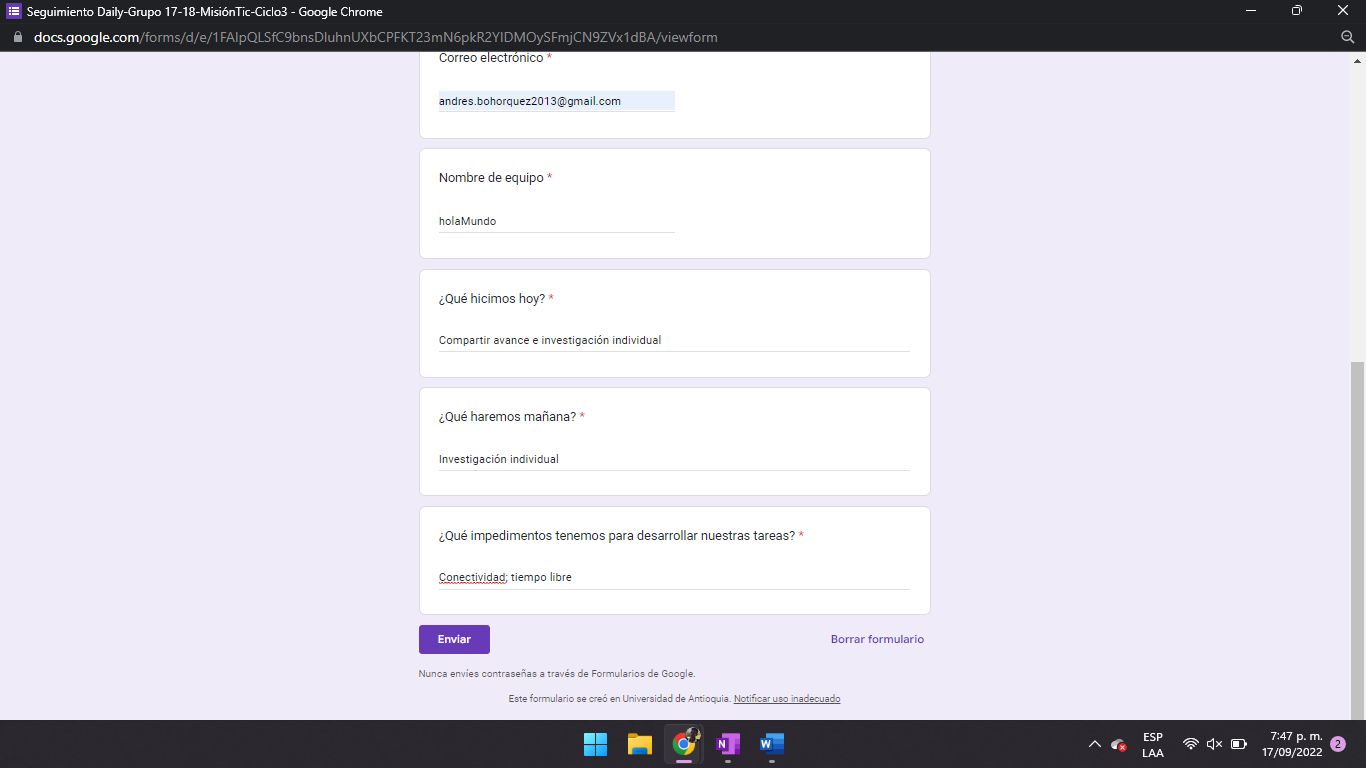 Seguimiento Daily-Grupo 17-18-MisiónTic-Ciclo3 - Google Chrome
docs.google.com/forms/d/e/1FAIpQLSfC9bnsDluhnUXbCPFKT23mN6pkR2YIDMOySFmjCN9ZVx1dBA/viewform
Correo electrónico *
andres.bohorquez2013@gmail.com
Nombre de equipo *
holaMundo
¿Qué hicimos hoy? *
Compartir avance e investigación individual
¿Qué haremos mañana? *
Investigación individual
¿Qué impedimentos tenemos para desarrollar nuestras tareas? *
Conectividad; tiempo libre
Enviar
Borrar formulario
Nunca envíes contraseñas a través de Formularios de Google.
Este formulario se creó en Universidad de Antioquia. Notificar uso inadecuado
ESP
LAA
7:47 p. m.
17/09/2022
2